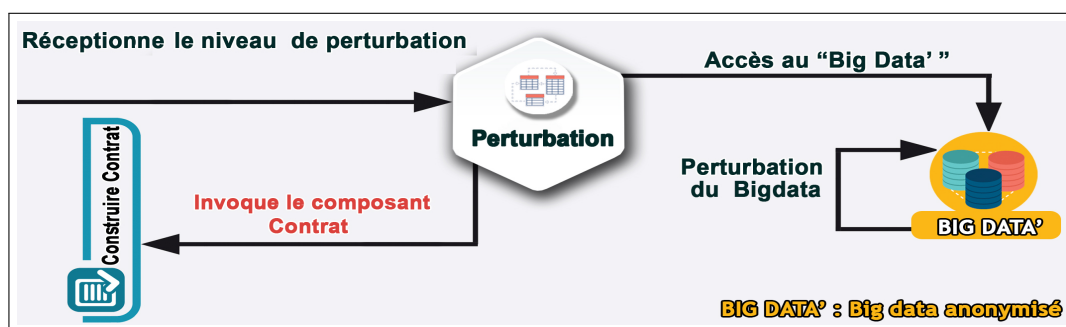 Réceptionne le niveau de perturbation
Accès au “Big Data’ ”
Perturbation
Construire Contrat
Invoque le composant
Contrat
Perturbation
du Bigdata
BIG DATA’
BIG DATA’ : Big data anonymisé